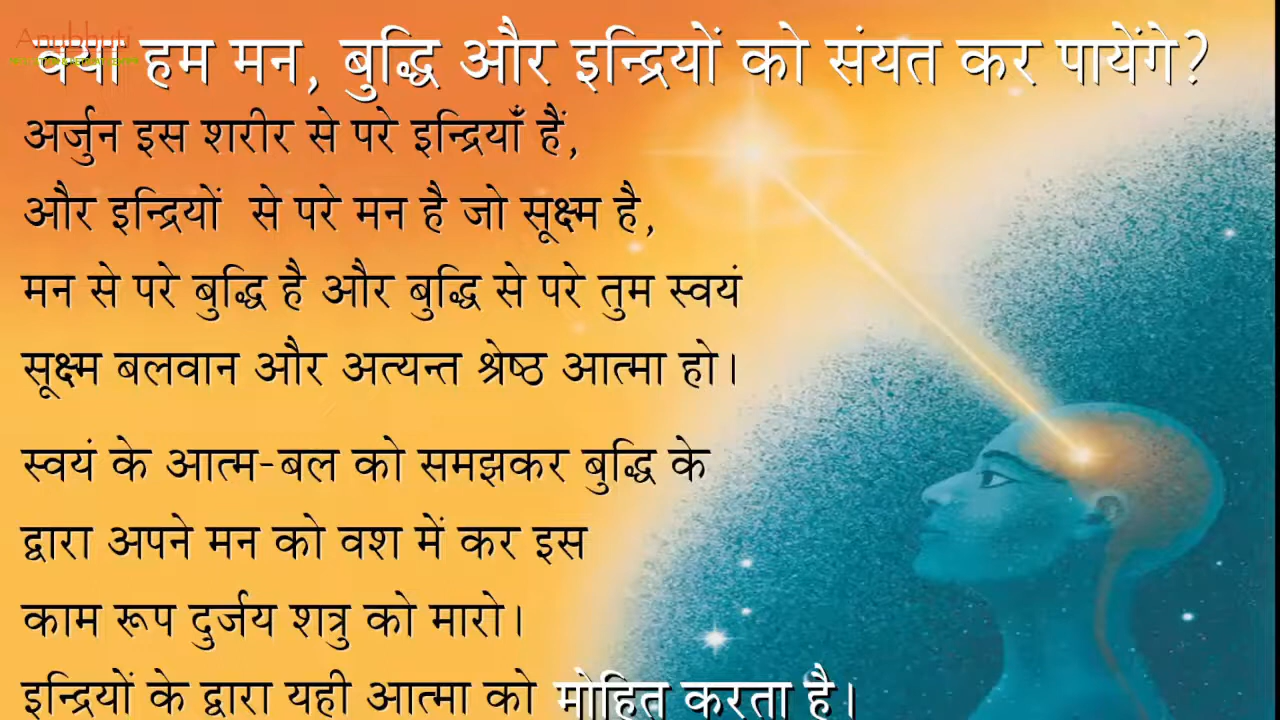 Anubhuti
क्या हम मन, बुद्धि और इन्द्रियों को संयत कर पायेंगे?
अर्जुन इस शरीर से परे इन्द्रियाँ हैं,
और इन्द्रियों से परे मन है जो सूक्ष्म है,
मन से परे बुद्धि है और बुद्धि से परे तुम स्वयं
सूक्ष्म बलवान और अत्यन्त श्रेष्ठ आत्मा हो।
स्वयं के आत्म-बल को समझकर बुद्धि के
द्वारा अपने मन को वश में कर इस
काम रूप दुर्जय शत्रु को मारो।
इन्द्रियों के द्वारा यही आत्मा को मोहित करता है।